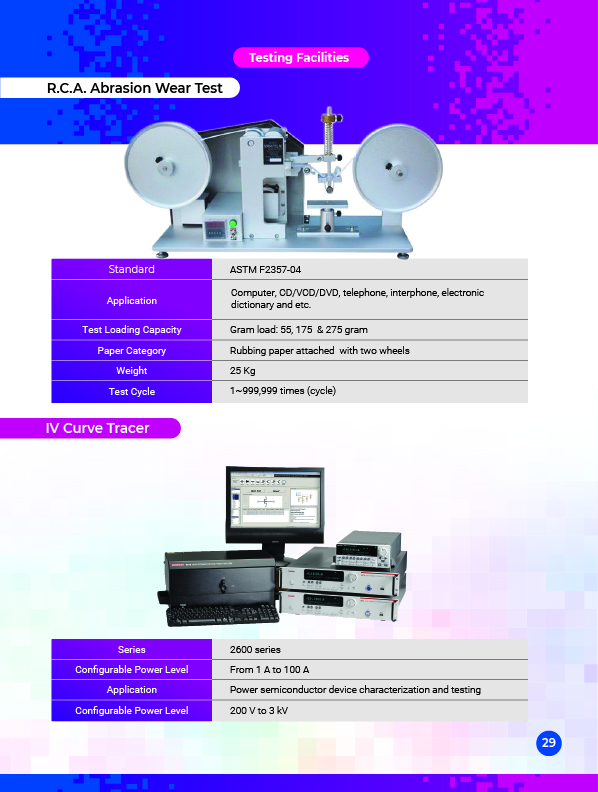 Testing Facilities
R.C.A. Abrasion Wear Test
Standard ASTM F2357-04
Application Computer, CD/VCD/DVD, telephone, interphone, electronic
dictionary and etc.
Test Loading Capacity Gram load: 55, 175 & 275 gram
Paper Category Rubbing paper attached with two wheels
Weight 25 Kg
Test Cycle 1~999,999 times (cycle)
IV Curve Tracer
Series 2600 series
Configurable Power Level From 1 A to 100 A
Application Power semiconductor device characterization and testing
Configurable Power Level 200 V to 3 kV
29